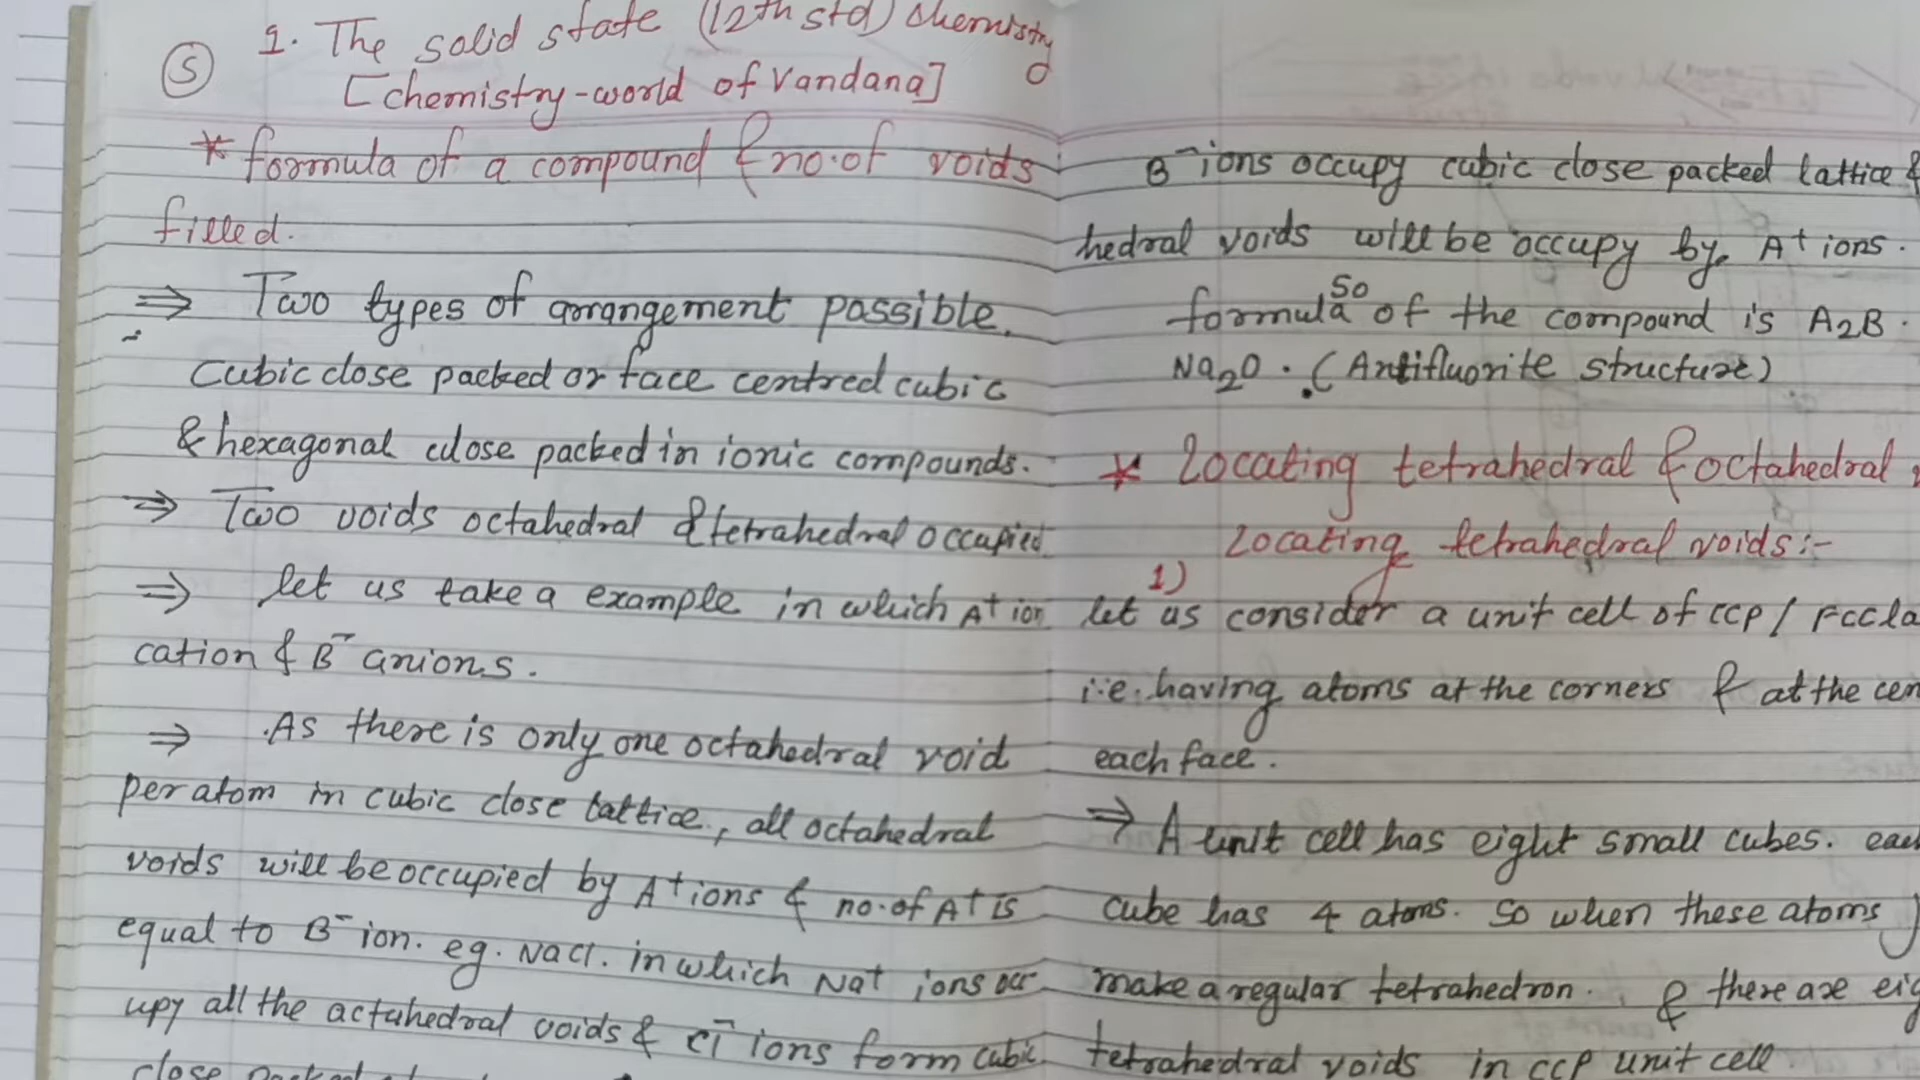 5
1. The solid state (12th std) chemistry
[chemistry-world of Vandana]
* formula of a compound & no.of voids
filled.
⇒ Two types of arrangement possible.
Cubic close packed or face centred cubic
& hexagonal close packed in ionic compounds.
⇒ Two voids octahedral & tetrahedral occupied
⇒ let us take a example in which A+ ion
cation & B- anions.
⇒ As there is only one octahedral void
per atom in cubic close lattice, all octahedral
voids will be occupied by A+ ions & no.of A+ is
equal to B- ion. eg. NaCl. in which Na+ ions occ
upy all the actahedral voids & Cl- ions form cubic
close packed
B- ions occupy cubic close packed lattice &
hedral voids will be occupy by A+ ions.
so
formula of the compound is A2B.
Na2O. (Antifluorite structure)
* Locating tetrahedral & octahedral
Locating tetrahedral voids:-
1)
let us consider a unit cell of CCP / FCC la
i.e. having atoms at the corners & at the cen
each face.
⇒ A unit cell has eight small cubes. each
cube has 4 atoms. So when these atoms
make a regular tetrahedron. & there are eig
tetrahedral voids in CCP unit cell